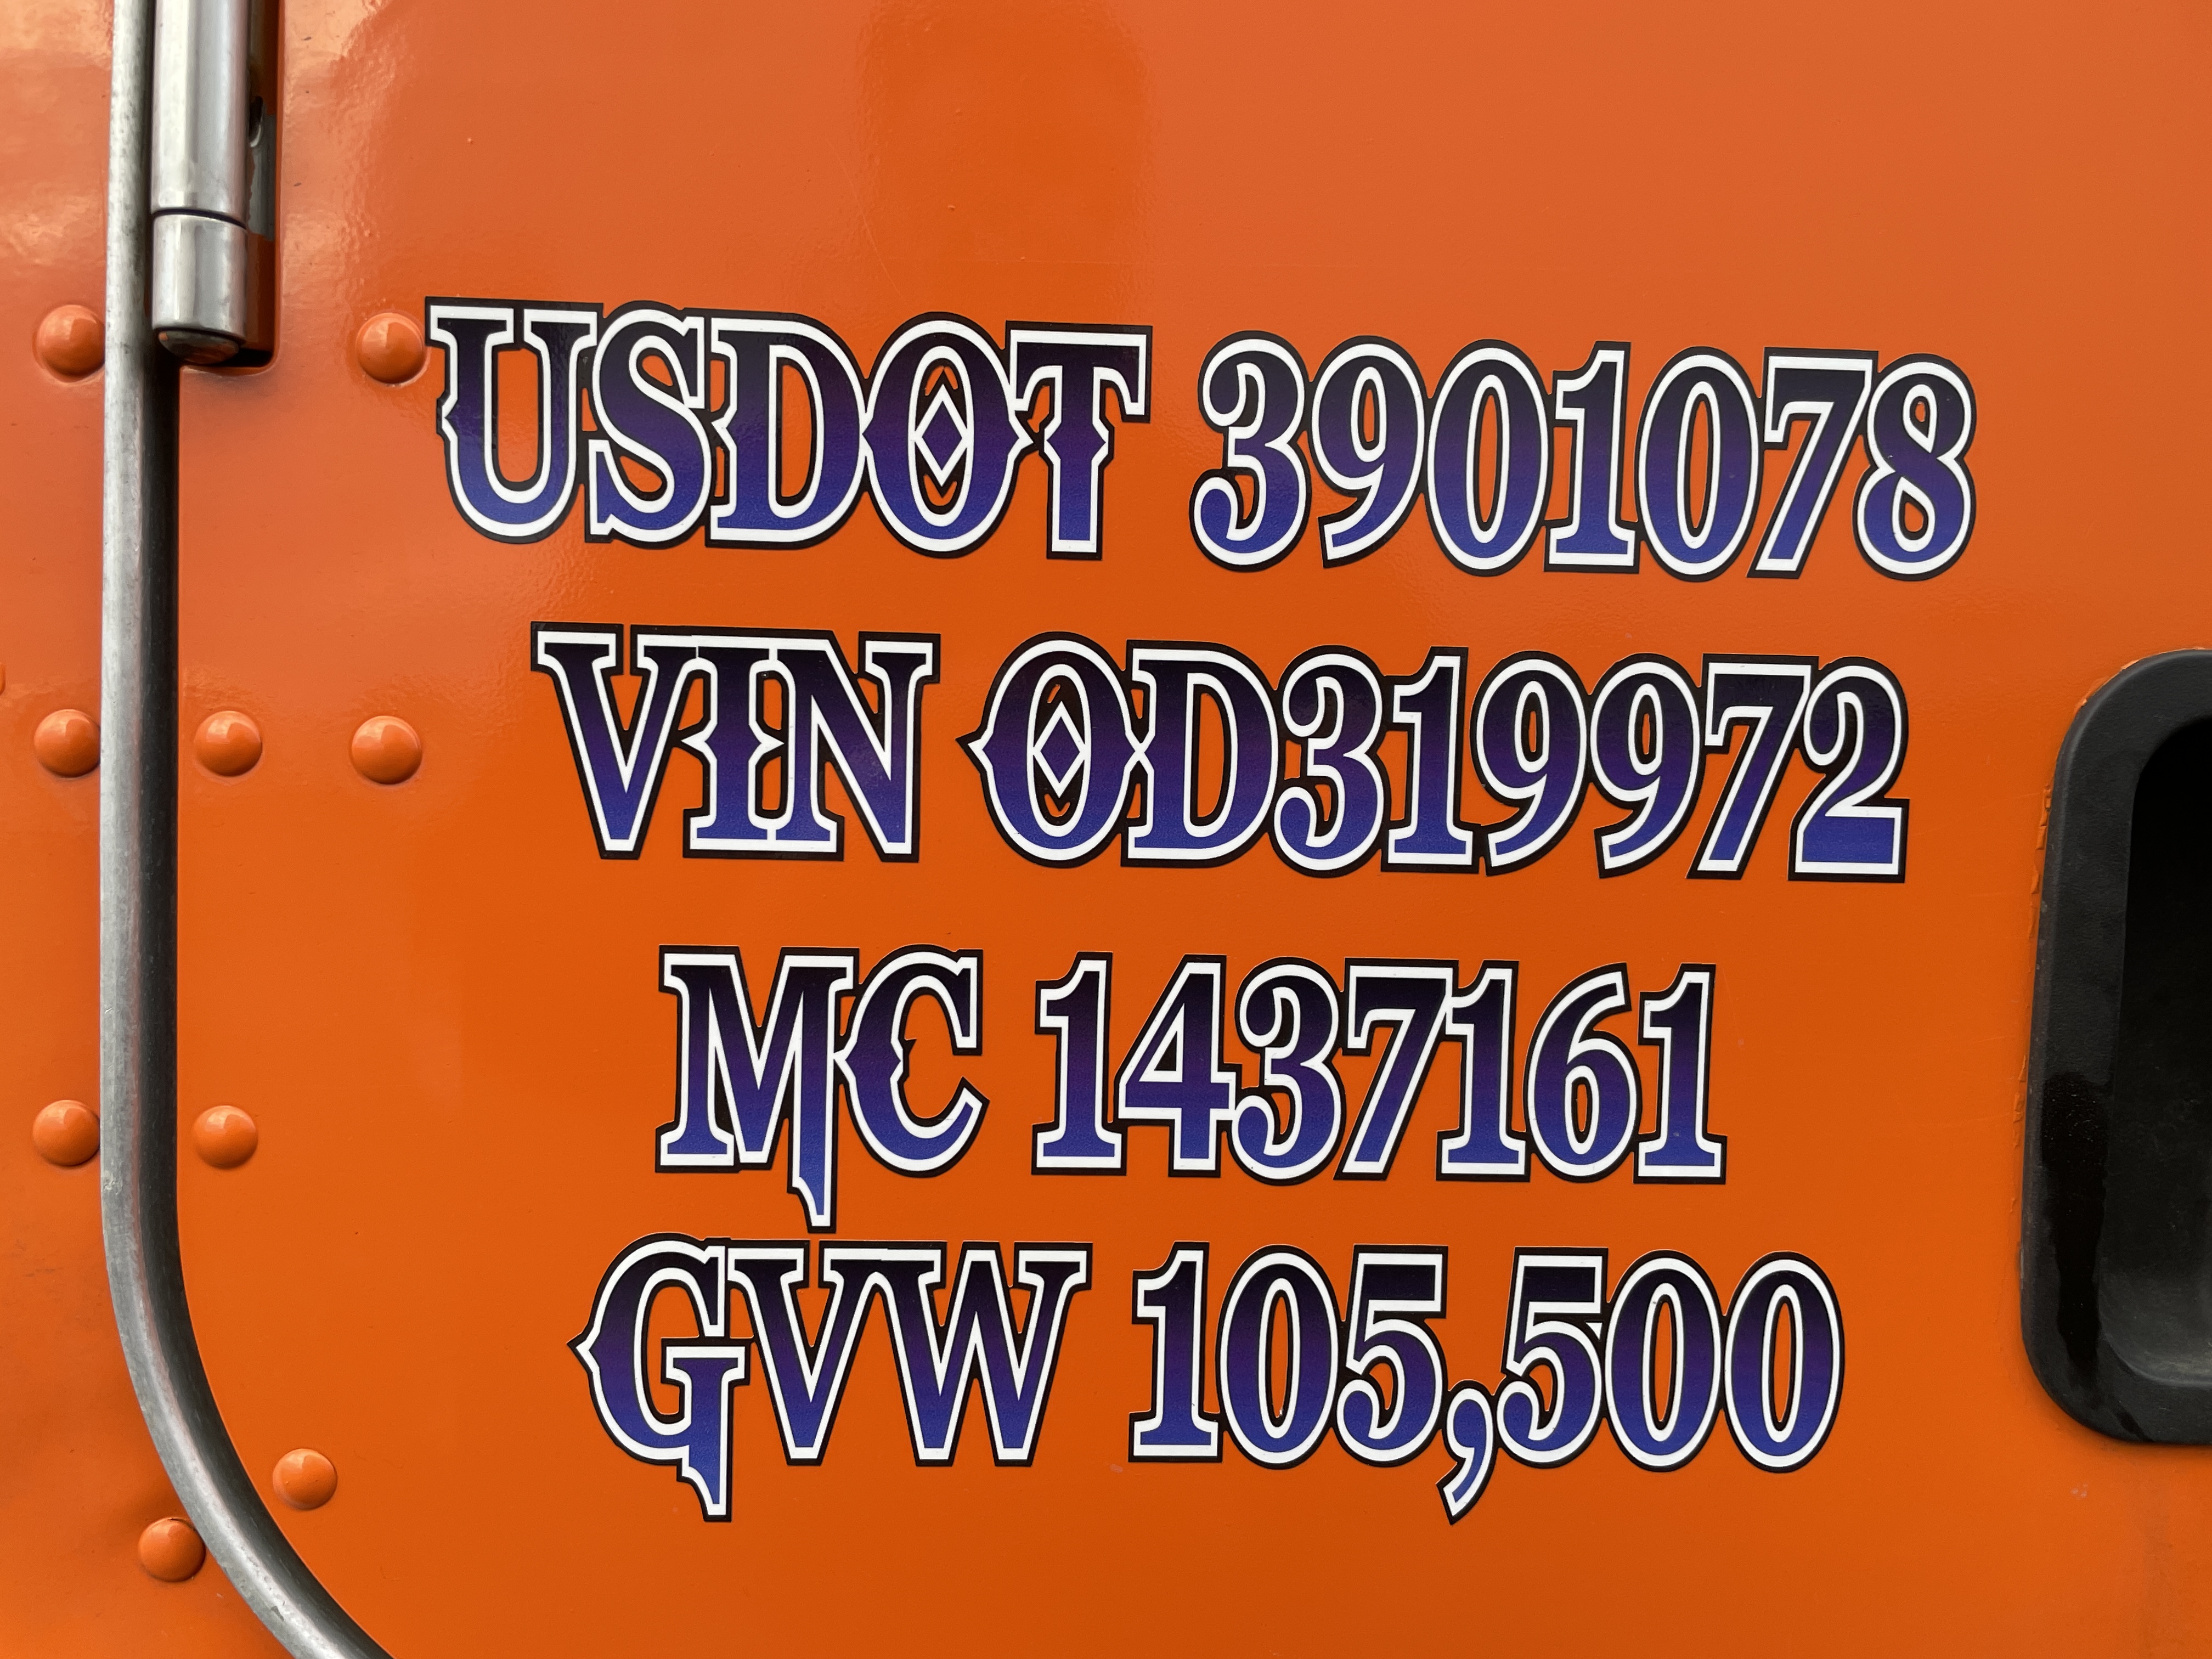 USDOT 3901078
VIN OD319972
MC 1437161
GVW 105,500